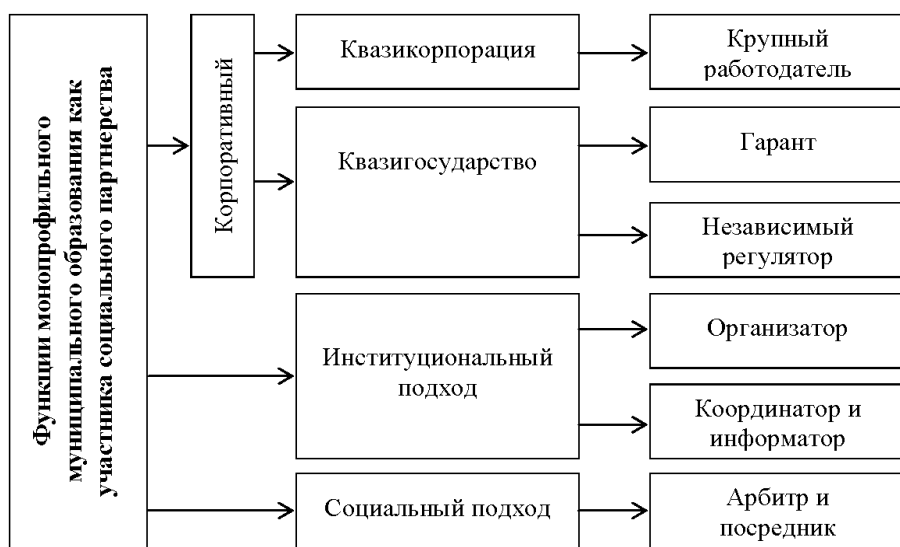 Функции монопрофильного
муниципального образования как
участника социального партнерства
Корпоративный
Квазикорпорация
Крупный
работодатель
Квазигосударство
Гарант
Независимый
регулятор
Институциональный
подход
Организатор
Координатор и
информатор
Социальный подход
Арбитр и
посредник